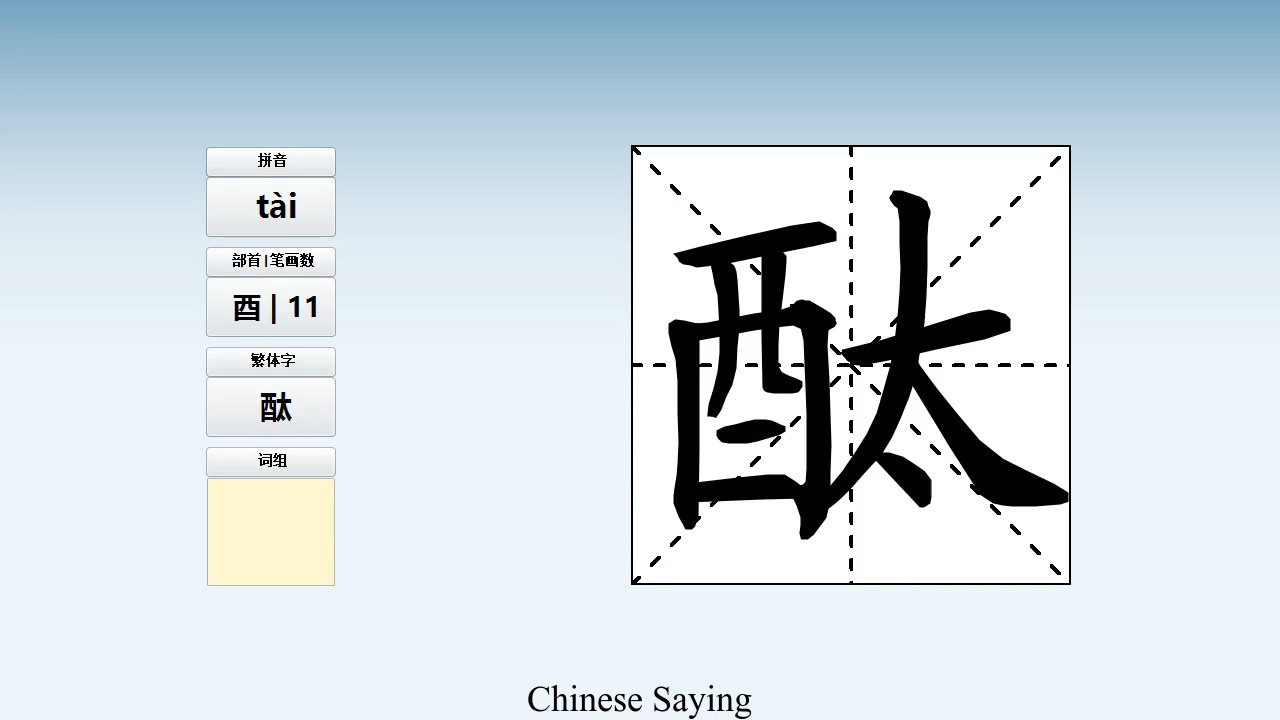 拼音
tài
部首|笔画数
酉 | 11
繁体字
酞
词组
酞
Chinese Saying